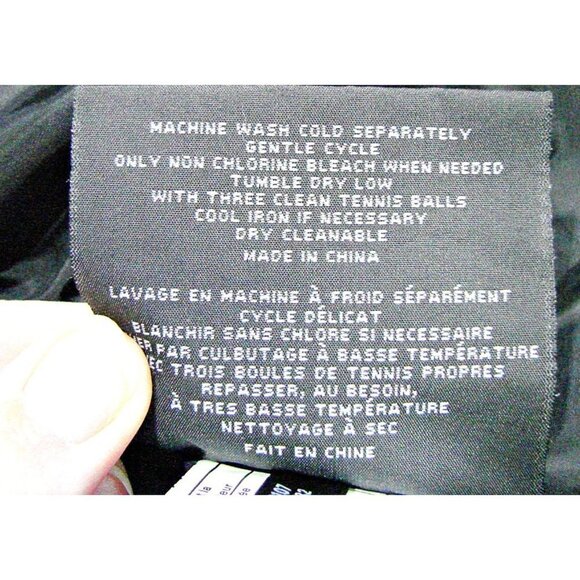 MACHINE WASH COLD SEPARATELY
GENTLE CYCLE
ONLY NON CHLORINE BLEACH WHEN NEEDED
TUMBLE DRY LOW
WITH THREE CLEAN TENNIS BALLS
COOL IRON IF NECESSARY
DRY CLEANABLE
MADE IN CHINA
LAVAGE EN MACHINE À FROID SÉPARÉMENT
CYCLE DÉLICAT
BLANCHIR SANS CHLORE SI NECESSAIRE
PAR CULBUTAGE À BASSE TEMPÉRATURE
TROIS BOULES DE TENNIS PROPRES
REPASSER, AU BESOIN,
À TRES BASSE TEMPÉRATURE
NETTOYAGE À SEC
FAIT EN CHINE